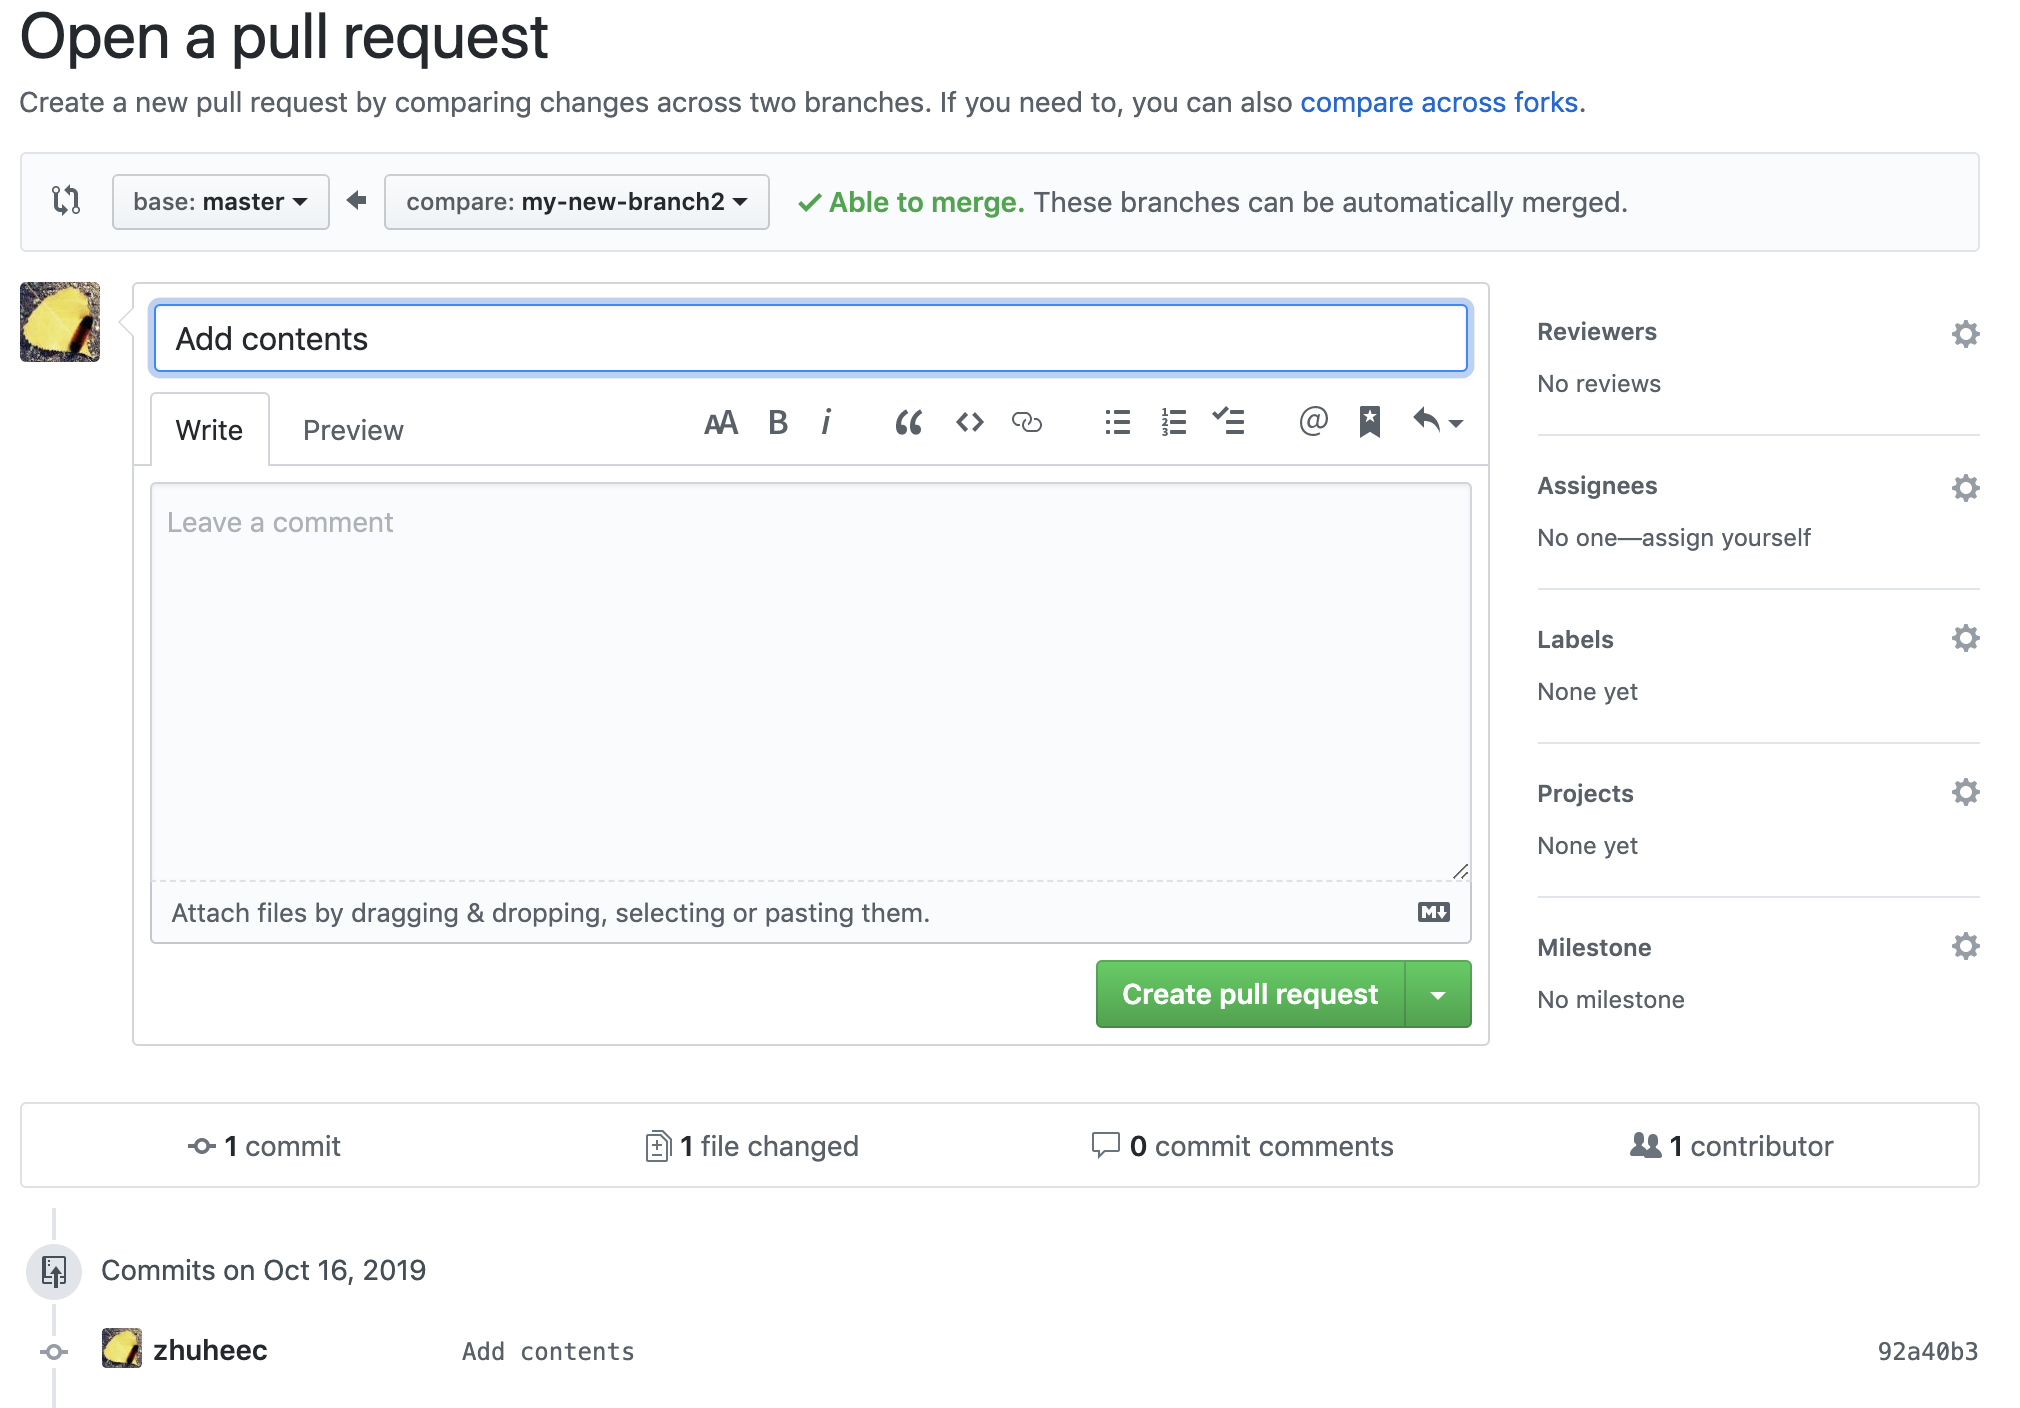 Open a pull request
Create a new pull request by comparing changes across two branches. If you need to, you can also compare across forks.
base: master compare: my-new-branch2 Able to merge. These branches can be automatically merged.
Add contents
Write Preview AA B i “ <> @
Leave a comment
Attach files by dragging & dropping, selecting or pasting them.
M
Create pull request
Reviewers
No reviews
Assignees
No one—assign yourself
Labels
None yet
Projects
None yet
Milestone
No milestone
1 commit 1 file changed 0 commit comments 1 contributor
Commits on Oct 16, 2019
zhuheec Add contents 92a40b3